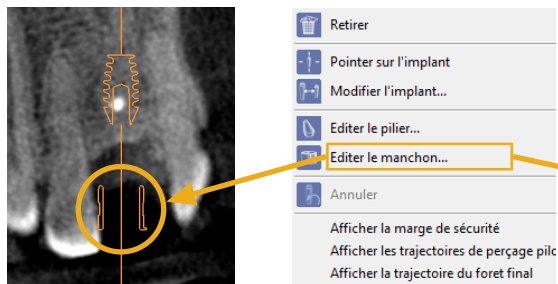 Retirer
Pointer sur l'implant
Modifier l'implant...
Editer le pilier...
Editer le manchon...
Annuler
Afficher la marge de sécurité
Afficher les trajectoires de perçage pilo
Afficher la trajectoire du foret final